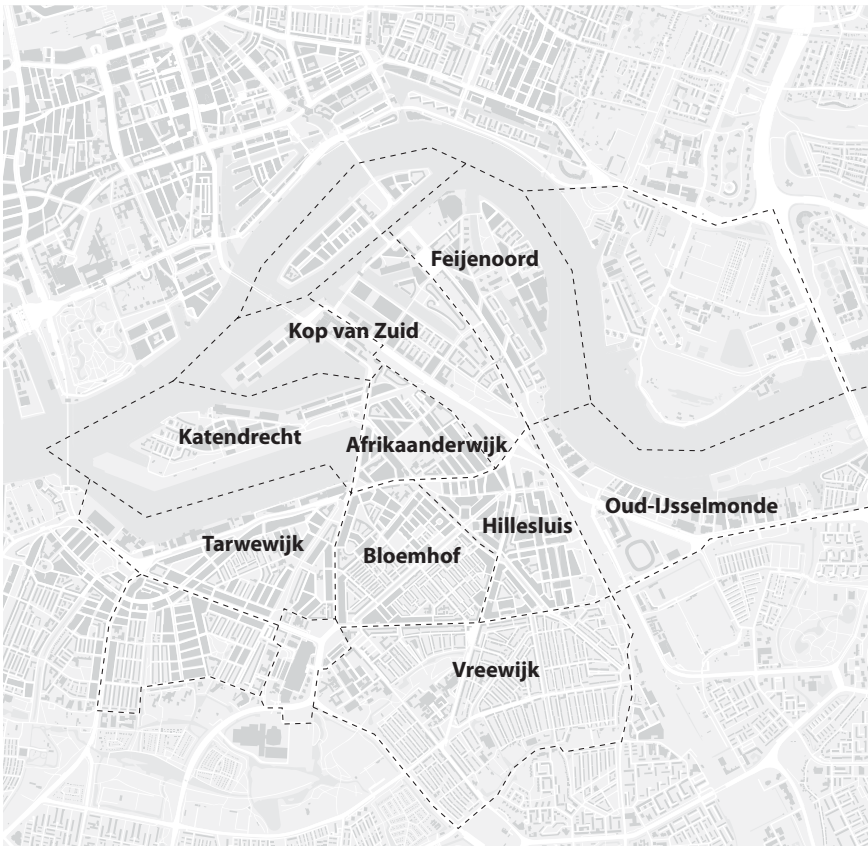 Feijenoord
Kop van Zuid
Katendrecht
Afrikaanderwijk
Oud-IJsselmonde
Hillesluis
Tarwewijk
Bloemhof
Vreewijk